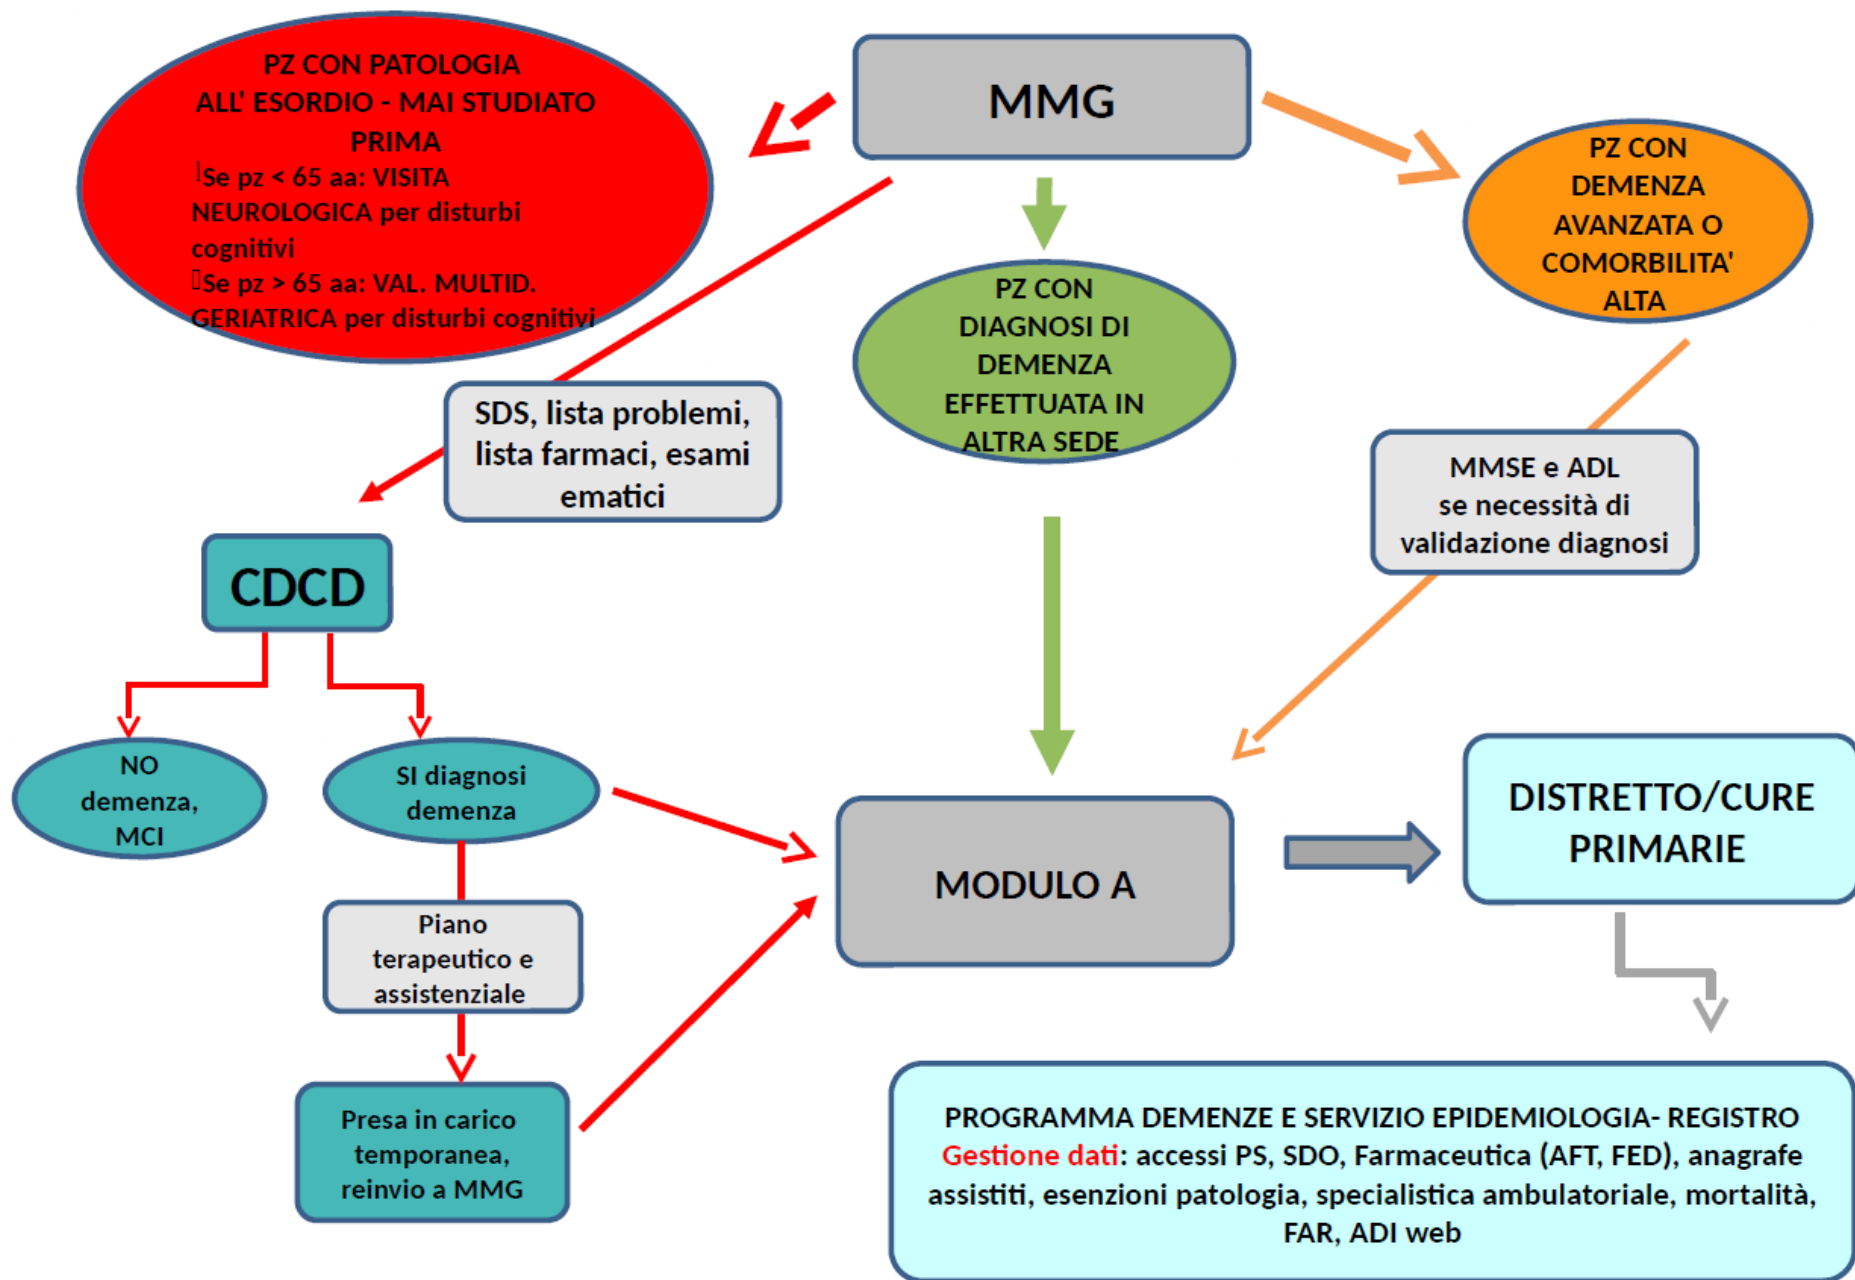 PZ CON PATOLOGIA
ALL' ESORDIO - MAI STUDIATO
PRIMA
Se pz < 65 aa: VISITA
NEUROLOGICA per disturbi
cognitivi
Se pz > 65 aa: VAL. MULTID.
GERIATRICA per disturbi cognitivi
MMG
PZ CON
DEMENZA
AVANZATA O
COMORBILITA'
ALTA
PZ CON
DIAGNOSI DI
DEMENZA
EFFETTUATA IN
ALTRA SEDE
SDS, lista problemi,
lista farmaci, esami
ematici
MMSE e ADL
se necessità di
validazione diagnosi
CDCD
NO
demenza,
MCI
SI diagnosi
demenza
Piano
terapeutico e
assistenziale
Presa in carico
temporanea,
reinvio a MMG
MODULO A
DISTRETTO/CURE
PRIMARIE
PROGRAMMA DEMENZE E SERVIZIO EPIDEMIOLOGIA- REGISTRO
Gestione dati: accessi PS, SDO, Farmaceutica (AFT, FED), anagrafe
assistiti, esenzioni patologia, specialistica ambulatoriale, mortalità,
FAR, ADI web